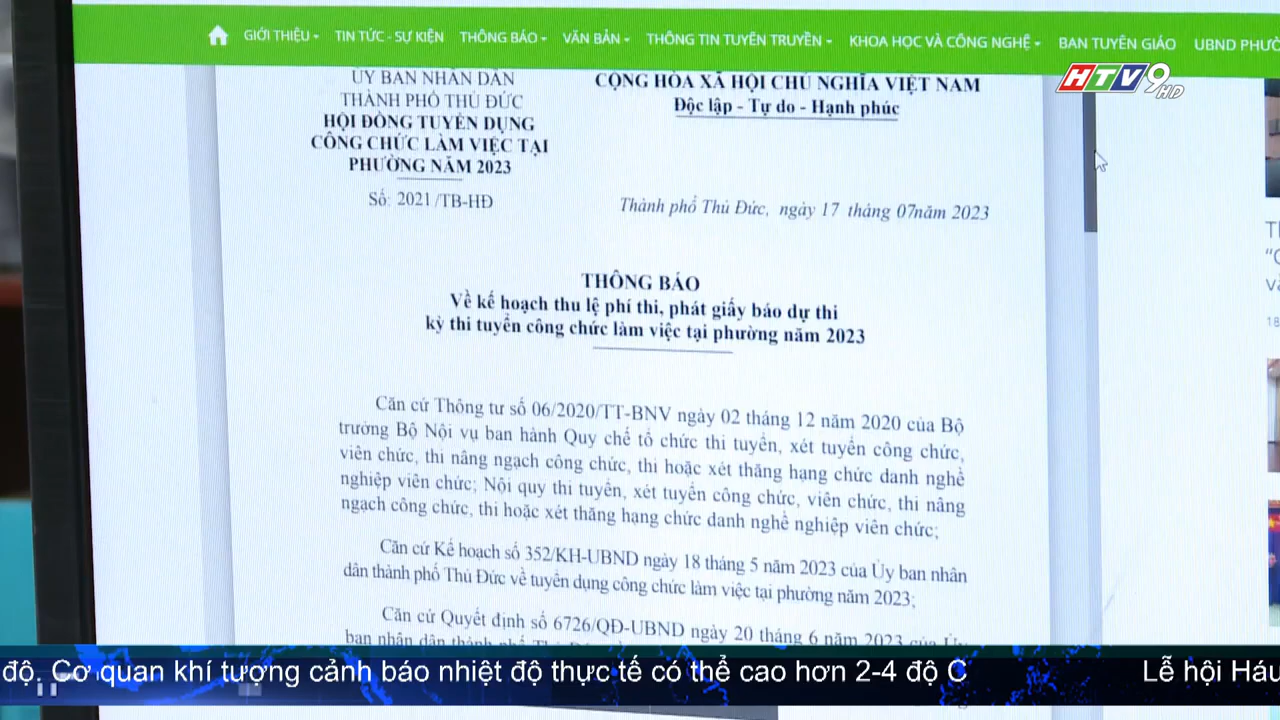 GIỚI THIỆU TIN TỨC - SỰ KIỆN THÔNG BÁO VĂN BẢN THÔNG TIN TUYÊN TRUYỀN KHOA HỌC VÀ CÔNG NGHỆ BAN TUYÊN GIÁO UBND PHƯỜ
HTV9 HD
ỦY BAN NHÂN DÂN
THÀNH PHỐ THỦ ĐỨC
HỘI ĐỒNG TUYỂN DỤNG
CÔNG CHỨC LÀM VIỆC TẠI
PHƯỜNG NĂM 2023
Số: 2021/TB-HĐ
CỘNG HÒA XÃ HỘI CHỦ NGHĨA VIỆT NAM
Độc lập - Tự do - Hạnh phúc
Thành phố Thủ Đức, ngày 17 tháng 07năm 2023
THÔNG BÁO
Về kế hoạch thu lệ phí thi, phát giấy báo dự thi
kỳ thi tuyển công chức làm việc tại phường năm 2023
Căn cứ Thông tư số 06/2020/TT-BNV ngày 02 tháng 12 năm 2020 của Bộ
trưởng Bộ Nội vụ ban hành Quy chế tổ chức thi tuyển, xét tuyển công chức,
viên chức, thi nâng ngạch công chức, thi hoặc xét thăng hạng chức danh nghề
nghiệp viên chức; Nội quy thi tuyển, xét tuyển công chức, viên chức, thi nâng
ngạch công chức, thi hoặc xét thăng hạng chức danh nghề nghiệp viên chức;
Căn cứ Kế hoạch số 352/KH-UBND ngày 18 tháng 5 năm 2023 của Ủy ban nhân
dân thành phố Thủ Đức về tuyển dụng công chức làm việc tại phường năm 2023;
Căn cứ Quyết định số 6726/QĐ-UBND ngày 20 tháng 6 năm 2023 của Ủy
ban nhân dân thành phố
độ. Cơ quan khí tượng cảnh báo nhiệt độ thực tế có thể cao hơn 2-4 độ C Lễ hội Háu